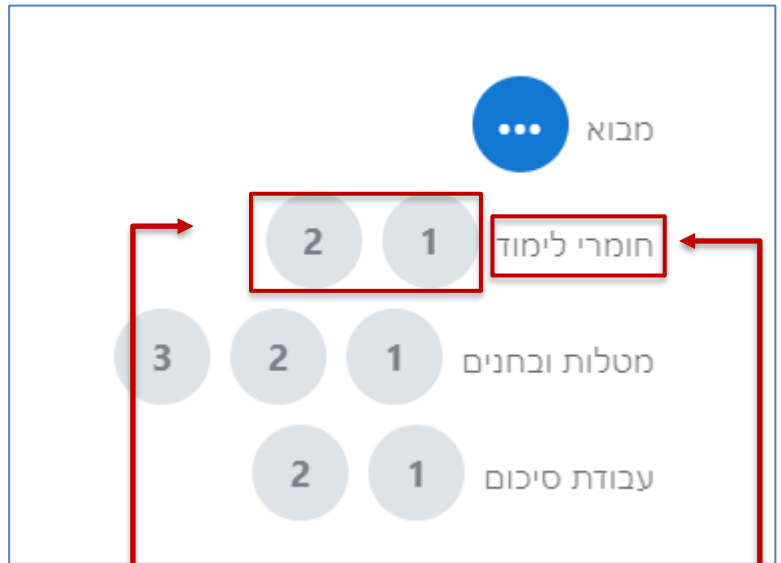 מבוא ...
חומרי לימוד 1 2
מטלות ובחנים 1 2 3
עבודת סיכום 1 2